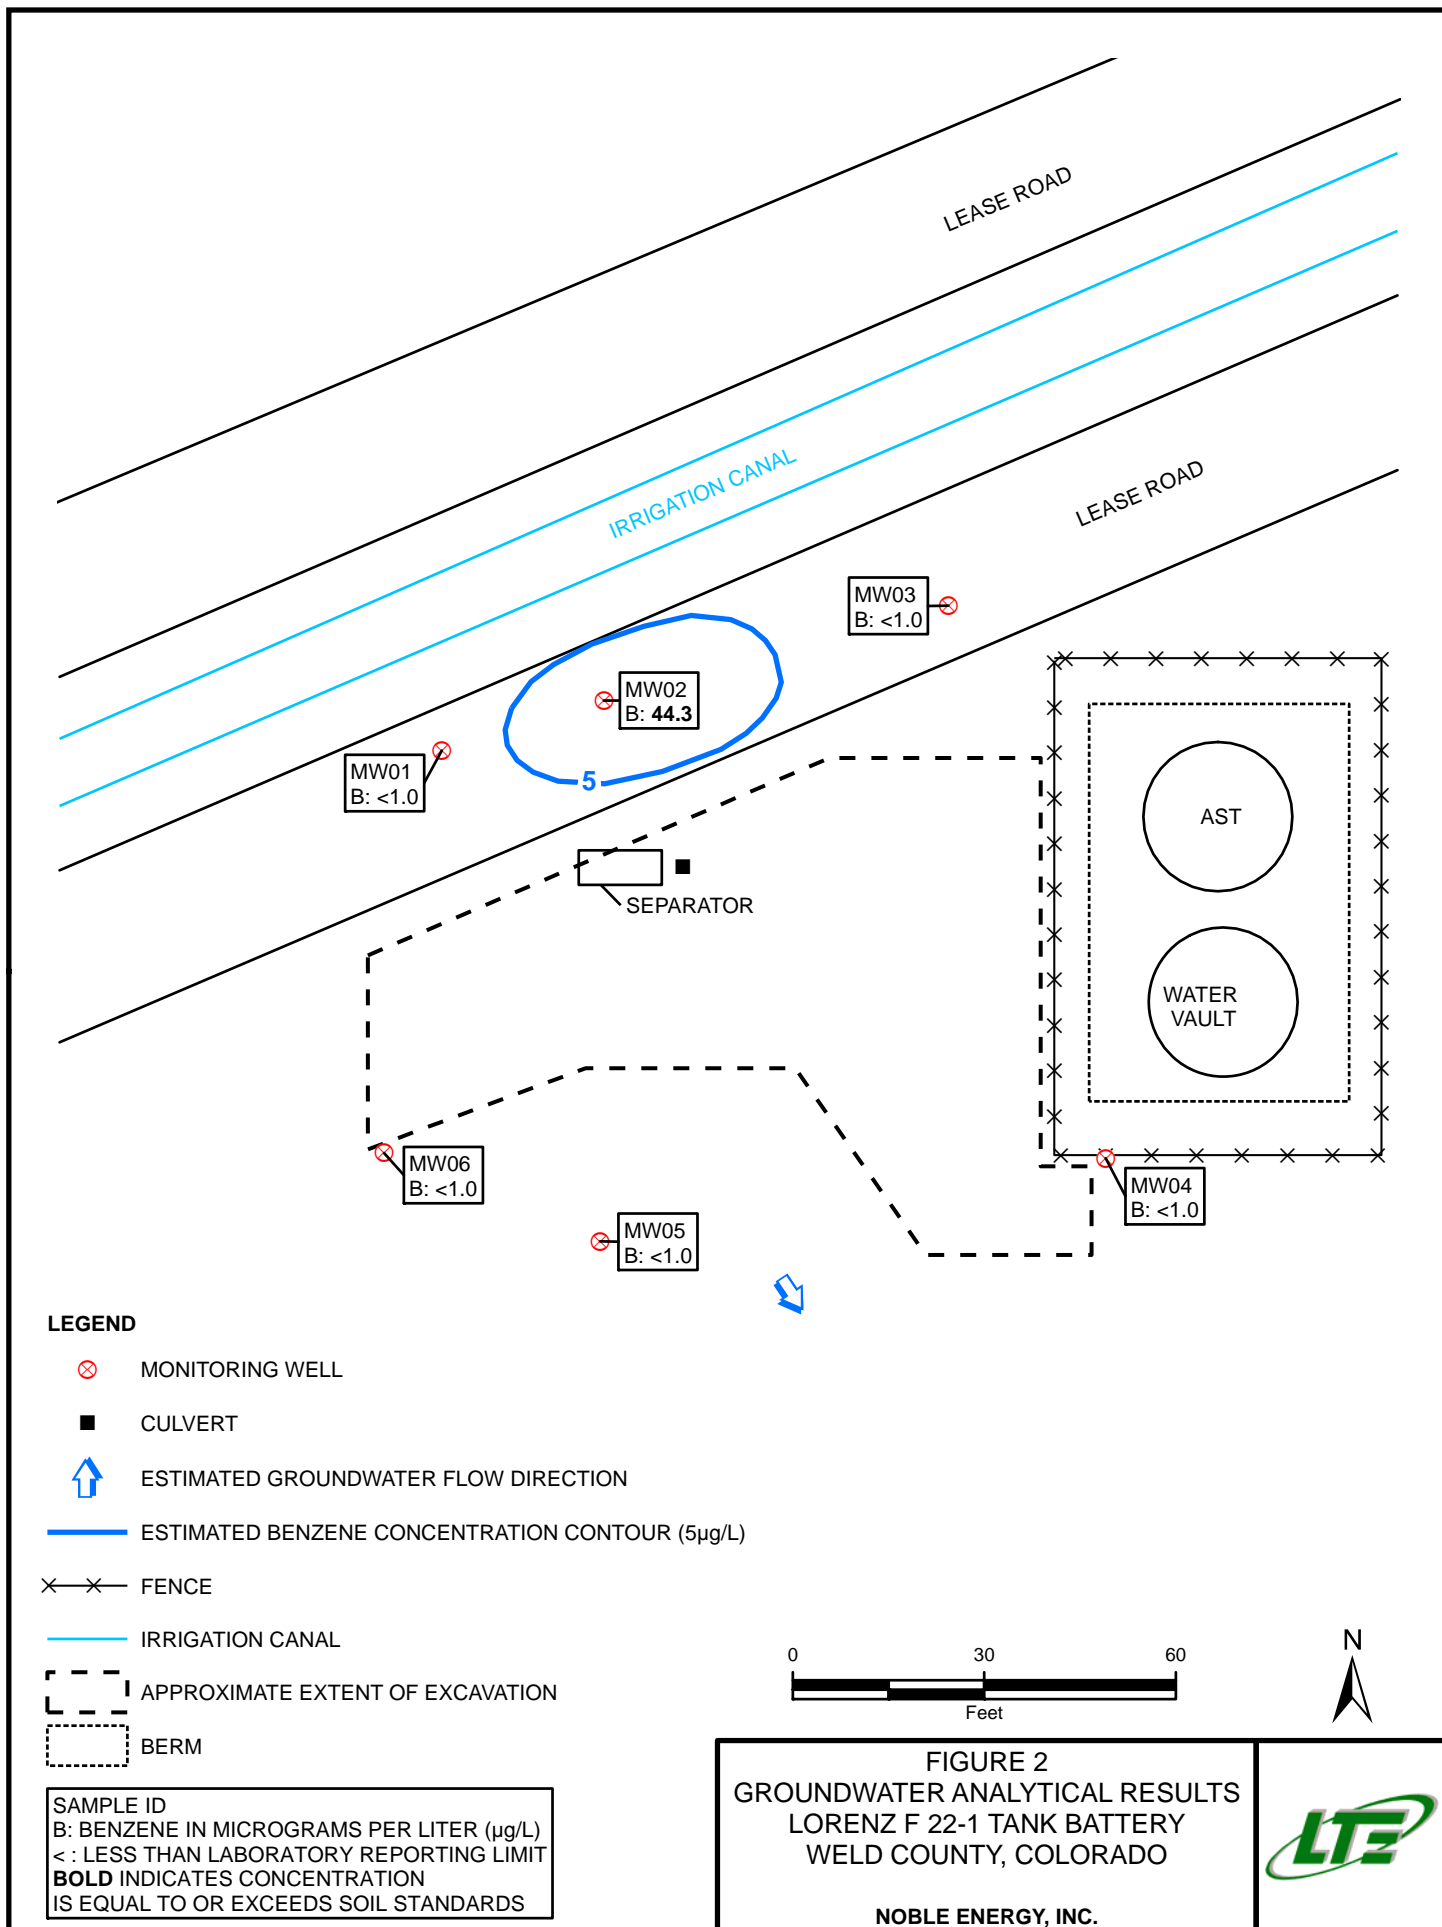 LEASE ROAD
IRRIGATION CANAL
LEASE ROAD
MW03
B: <1.0
MW02
B: 44.3
MW01
B: <1.0
5
AST
SEPARATOR
WATER
VAULT
MW06
B: <1.0
MW04
B: <1.0
MW05
B: <1.0
LEGEND
MONITORING WELL
CULVERT
ESTIMATED GROUNDWATER FLOW DIRECTION
ESTIMATED BENZENE CONCENTRATION CONTOUR (5µg/L)
FENCE
IRRIGATION CANAL
APPROXIMATE EXTENT OF EXCAVATION
BERM
SAMPLE ID
B: BENZENE IN MICROGRAMS PER LITER (µg/L)
< : LESS THAN LABORATORY REPORTING LIMIT
BOLD INDICATES CONCENTRATION
IS EQUAL TO OR EXCEEDS SOIL STANDARDS
0 30 60
Feet
N
FIGURE 2
GROUNDWATER ANALYTICAL RESULTS
LORENZ F 22-1 TANK BATTERY
WELD COUNTY, COLORADO
NOBLE ENERGY, INC.
LTE